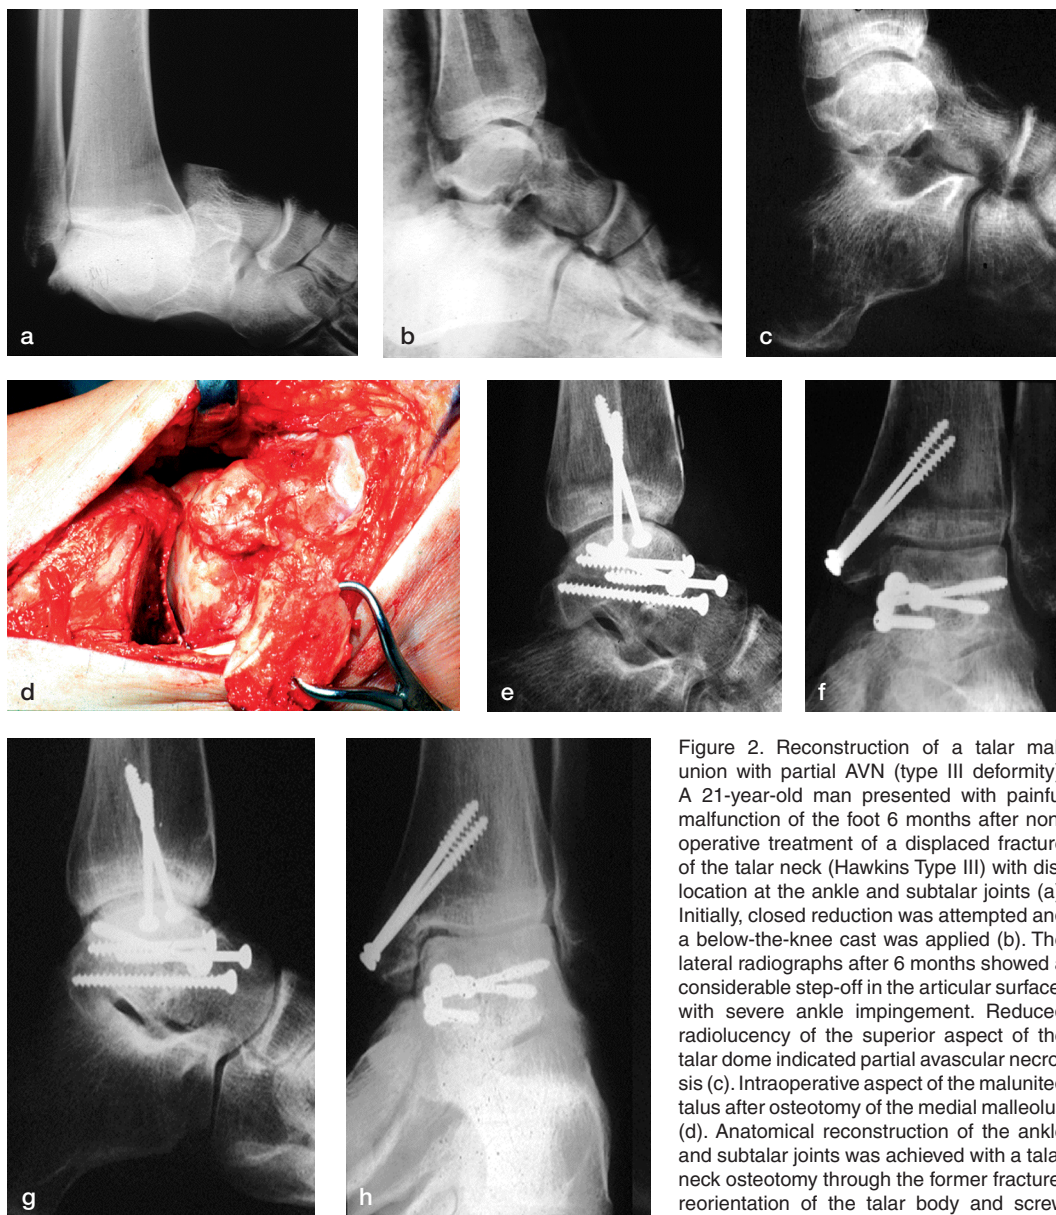 a
b
c
d
e
f
g
h
Figure 2. Reconstruction of a talar mal
union with partial AVN (type III deformity)
A 21-year-old man presented with painfu
malfunction of the foot 6 months after non
operative treatment of a displaced fracture
of the talar neck (Hawkins Type III) with dis
location at the ankle and subtalar joints (a)
Initially, closed reduction was attempted and
a below-the-knee cast was applied (b). The
lateral radiographs after 6 months showed a
considerable step-off in the articular surface
with severe ankle impingement. Reduced
radiolucency of the superior aspect of the
talar dome indicated partial avascular necro
sis (c). Intraoperative aspect of the malunited
talus after osteotomy of the medial malleolu
(d). Anatomical reconstruction of the ankle
and subtalar joints was achieved with a tala
neck osteotomy through the former fracture
reorientation of the talar body and screw